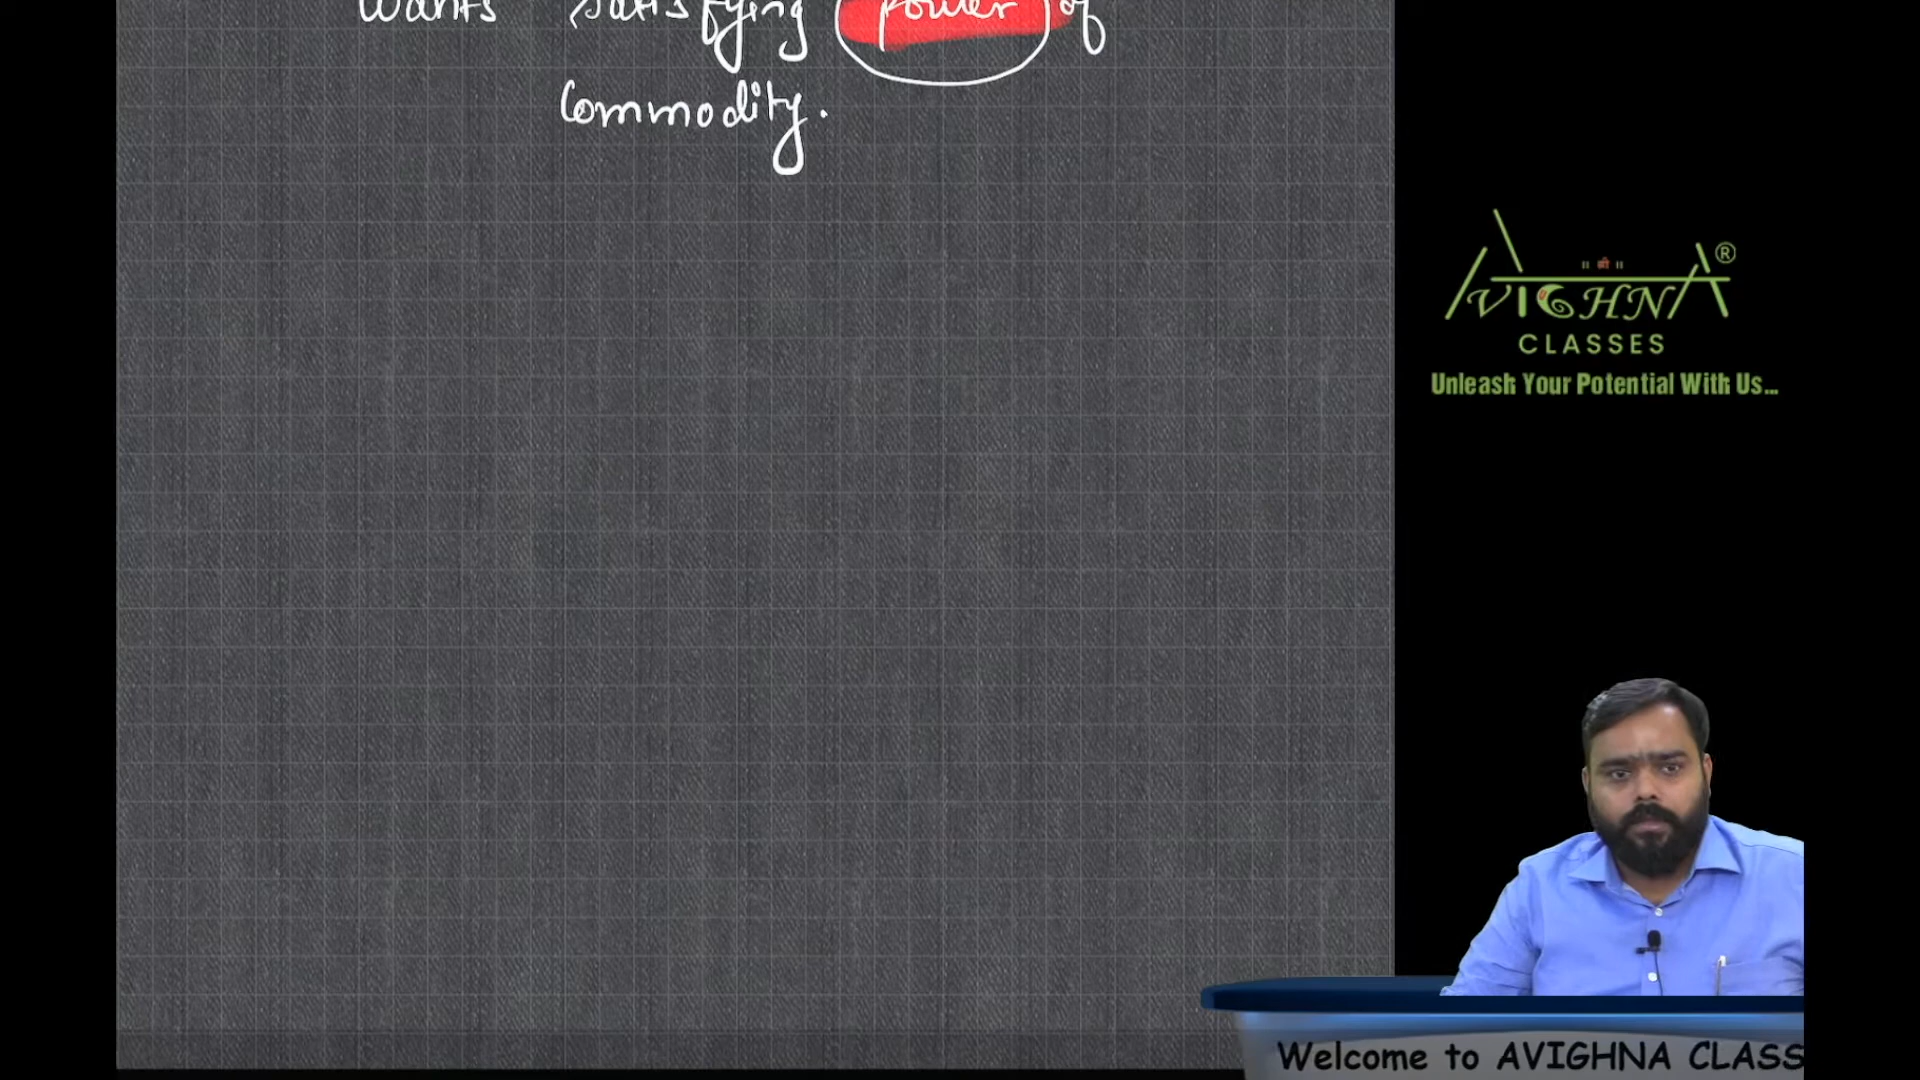 wants satisfying power of
Commodity.
AVIGHNA®
CLASSES
Unleash Your Potential With Us...
Welcome to AVIGHNA CLASS